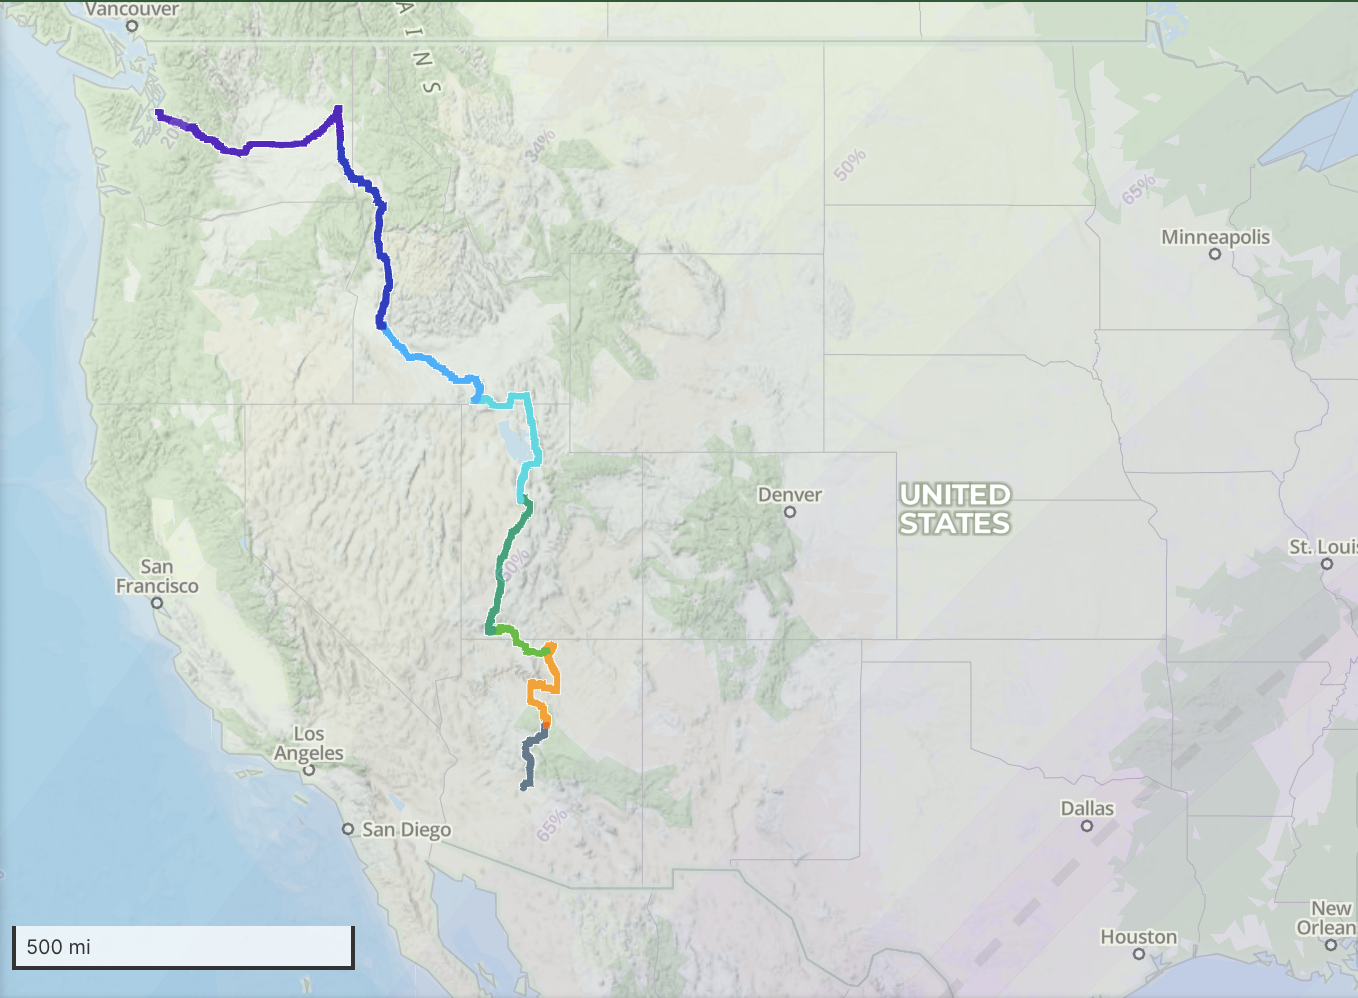 Vancouver
AINS
20%
34%
50%
65%
Minneapolis
Denver
UNITED
STATES
St. Louis
San
Francisco
50%
Los
Angeles
San Diego
65%
Dallas
Houston
New
Orlean
500 mi